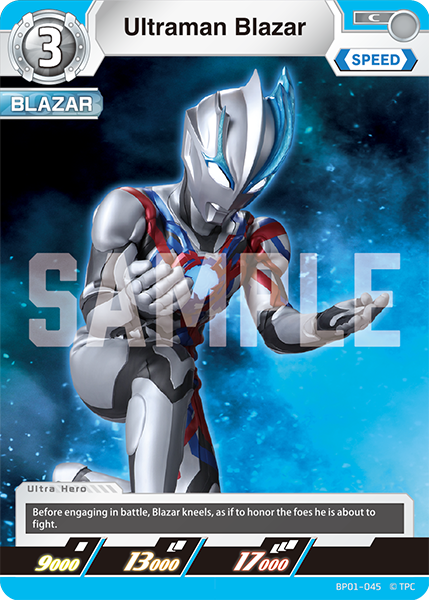 3
Ultraman Blazar
C
SPEED
BLAZAR
SAMPLE
Ultra Hero
Before engaging in battle, Blazar kneels, as if to honor the foes he is about to
fight.
9000
13000
17000
BP01-045 © TPC